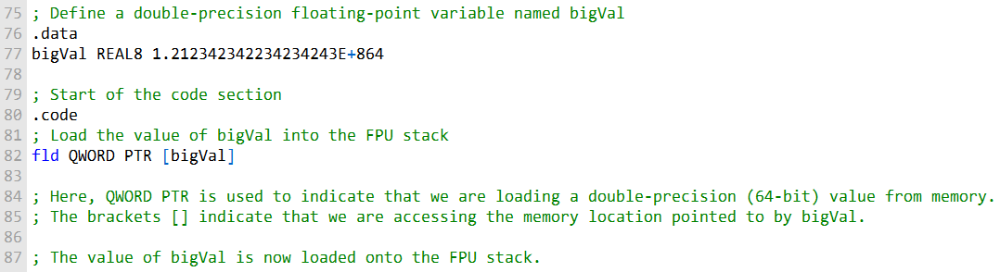 75 ; Define a double-precision floating-point variable named bigVal
76 .data
77 bigVal REAL8 1.212342342234234243E+864
78
79 ; Start of the code section
80 .code
81 ; Load the value of bigVal into the FPU stack
82 fld QWORD PTR [bigVal]
83
84 ; Here, QWORD PTR is used to indicate that we are loading a double-precision (64-bit) value from memory.
85 ; The brackets [] indicate that we are accessing the memory location pointed to by bigVal.
86
87 ; The value of bigVal is now loaded onto the FPU stack.